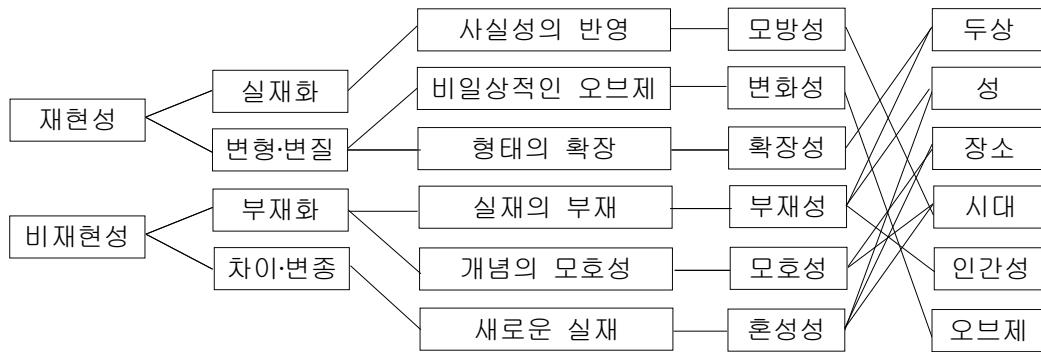 사실성의 반영
모방성
두상
실재화
비일상적인 오브제
변화성
성
재현성
변형·변질
형태의 확장
확장성
장소
부재화
실재의 부재
부재성
시대
비재현성
차이·변종
개념의 모호성
모호성
인간성
새로운 실재
혼성성
오브제